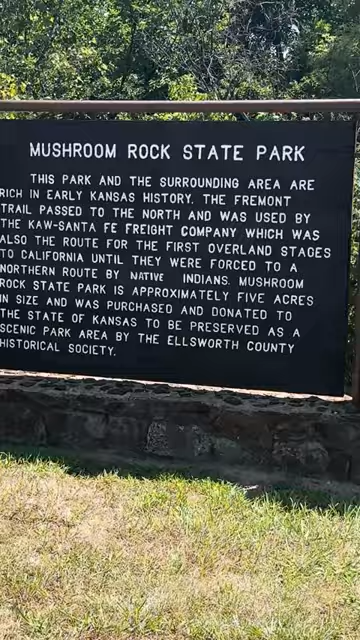 MUSHROOM ROCK STATE PARK
THIS PARK AND THE SURROUNDING AREA ARE
RICH IN EARLY KANSAS HISTORY. THE FREMONT
TRAIL PASSED TO THE NORTH AND WAS USED BY
THE KAW-SANTA FE FREIGHT COMPANY WHICH WAS
ALSO THE ROUTE FOR THE FIRST OVERLAND STAGES
TO CALIFORNIA UNTIL THEY WERE FORCED TO A
NORTHERN ROUTE BY NATIVE INDIANS. MUSHROOM
ROCK STATE PARK IS APPROXIMATELY FIVE ACRES
IN SIZE AND WAS PURCHASED AND DONATED TO
THE STATE OF KANSAS TO BE PRESERVED AS A
SCENIC PARK AREA BY THE ELLSWORTH COUNTY
HISTORICAL SOCIETY.